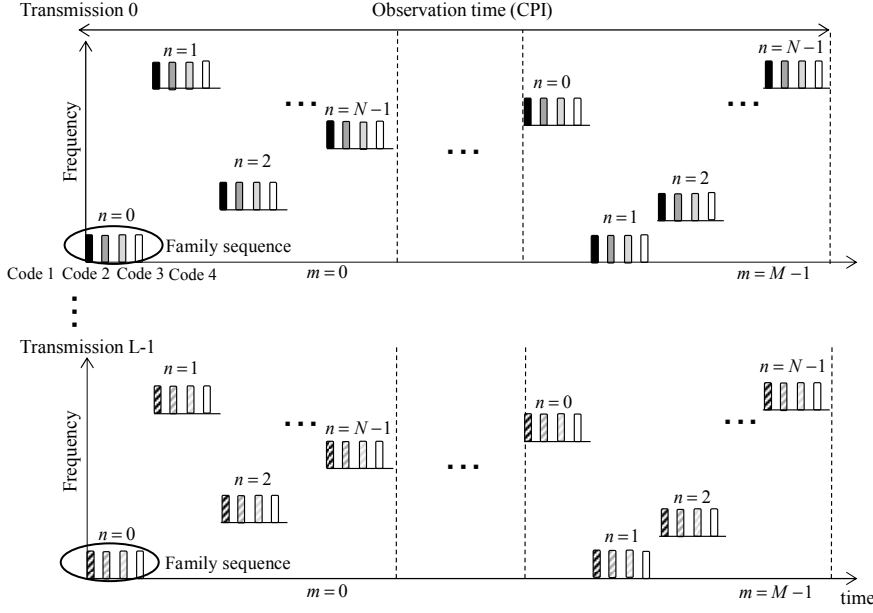 Transmission 0
Observation time (CPI)
n = 1
n = N − 1
n = 0
n = N − 1
Frequency
n = 2
n = 2
n = 0
n = 1
Family sequence
Code 1 Code 2 Code 3 Code 4
m = 0
m = M − 1
Transmission L-1
n = 1
n = N − 1
n = 0
n = N − 1
Frequency
n = 2
n = 2
n = 0
n = 1
Family sequence
m = 0
m = M − 1
time